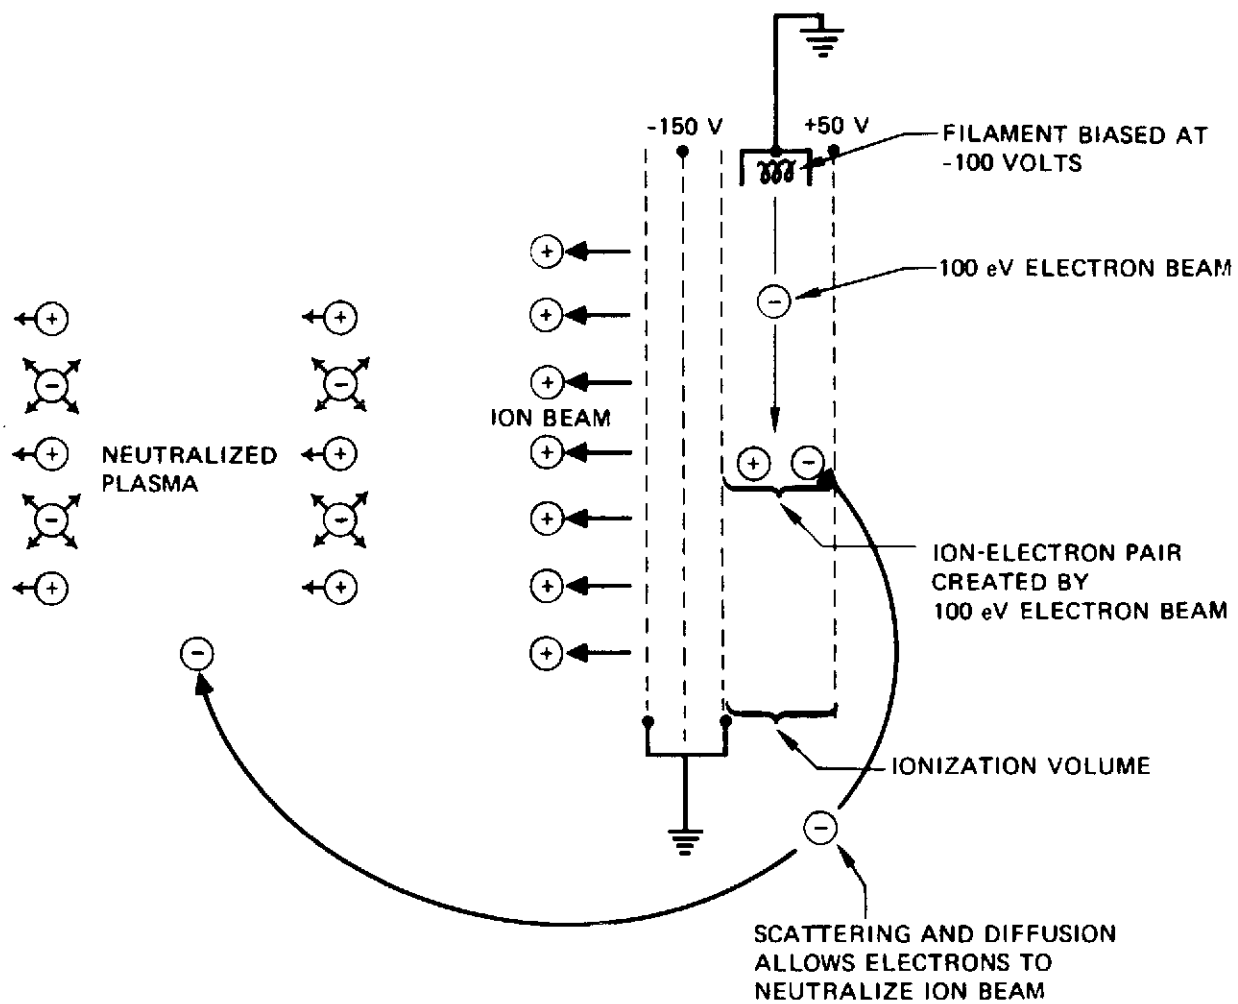 -150 V
+50 V
FILAMENT BIASED AT
-100 VOLTS
100 eV ELECTRON BEAM
ION BEAM
NEUTRALIZED
PLASMA
ION-ELECTRON PAIR
CREATED BY
100 eV ELECTRON BEAM
IONIZATION VOLUME
SCATTERING AND DIFFUSION
ALLOWS ELECTRONS TO
NEUTRALIZE ION BEAM